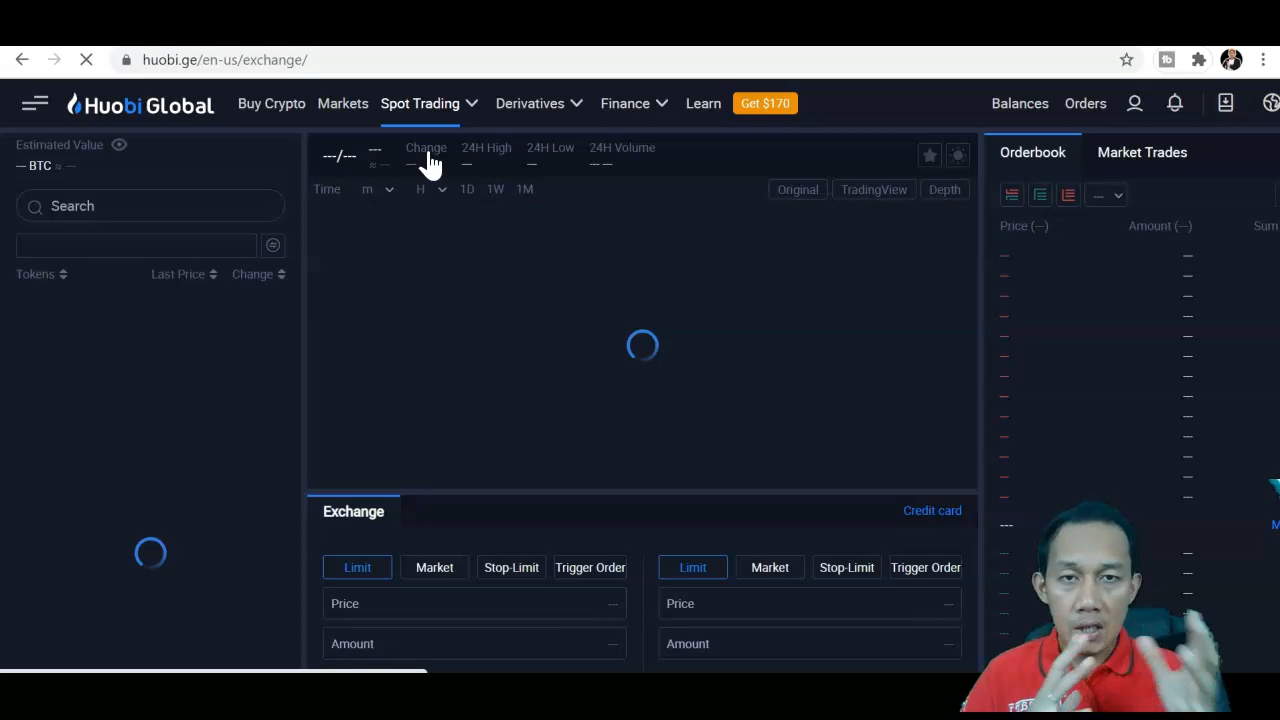 huobi.ge/en-us/exchange/
Huobi Global Buy Crypto Markets Spot Trading Derivatives Finance Learn Get $170 Balances Orders
Estimated Value
--- BTC ≈ ---
Search
Tokens Last Price Change
---/--- --- Change 24H High 24H Low 24H Volume
≈ --- --- --- --- --- ---
Time m H 1D 1W 1M Original TradingView Depth
Orderbook Market Trades
---
Price (---) Amount (---) Sum
---
Exchange Credit card
Limit Market Stop-Limit Trigger Order Limit Market Stop-Limit Trigger Order
Price --- Price ---
Amount --- Amount ---